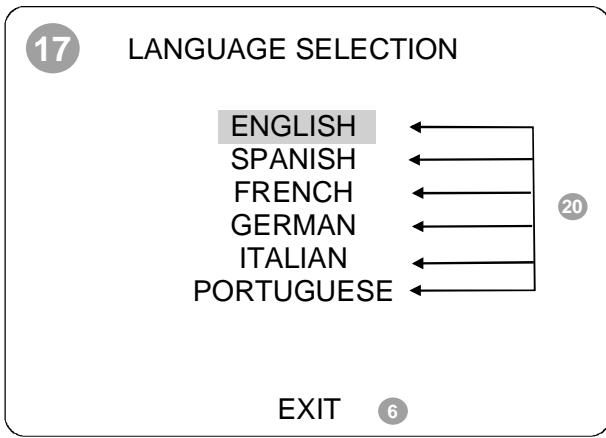 17 LANGUAGE SELECTION
ENGLISH
SPANISH
FRENCH
20
GERMAN
ITALIAN
PORTUGUESE
EXIT 6